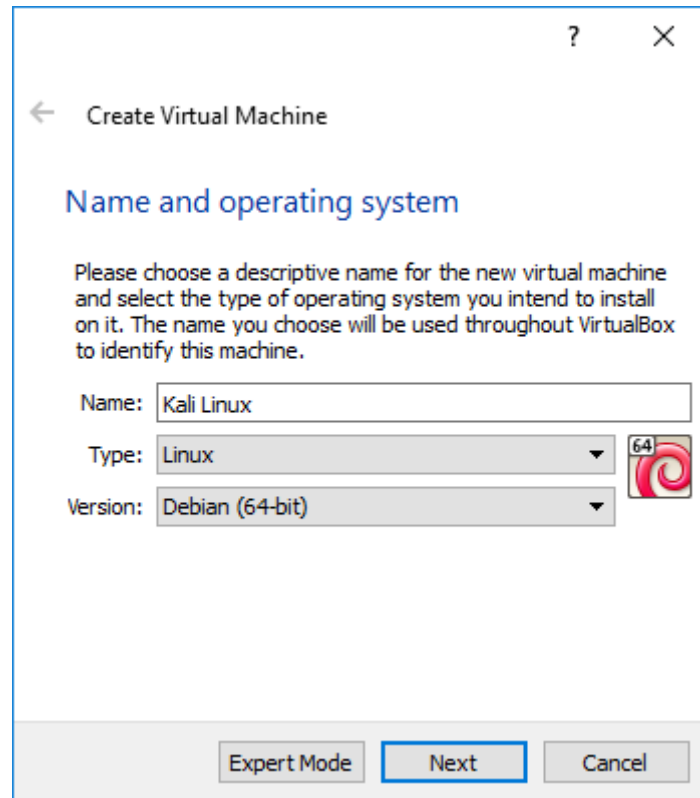 ?
Create Virtual Machine
Name and operating system
Please choose a descriptive name for the new virtual machine
and select the type of operating system you intend to install
on it. The name you choose will be used throughout VirtualBox
to identify this machine.
Name: Kali Linux
Type: Linux
64
Version: Debian (64-bit)
Expert Mode Next Cancel